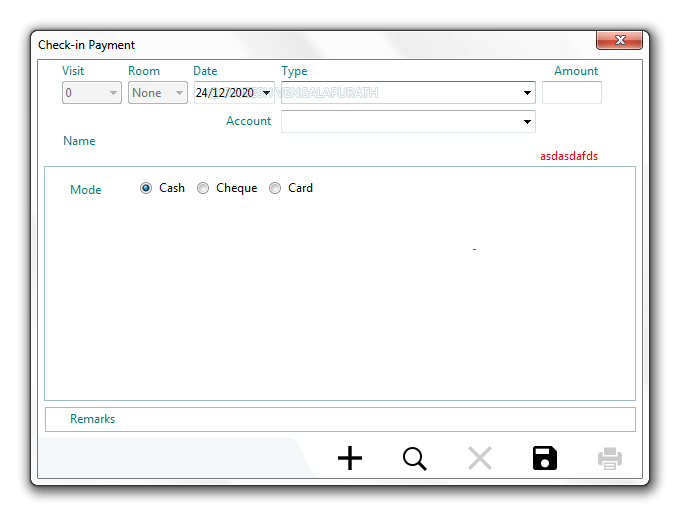 Check-in Payment
Visit Room Date Type Amount
0 None 24/12/2020 VENGALAPURATH
Account
Name
asdasdafds
Mode Cash Cheque Card
-
Remarks